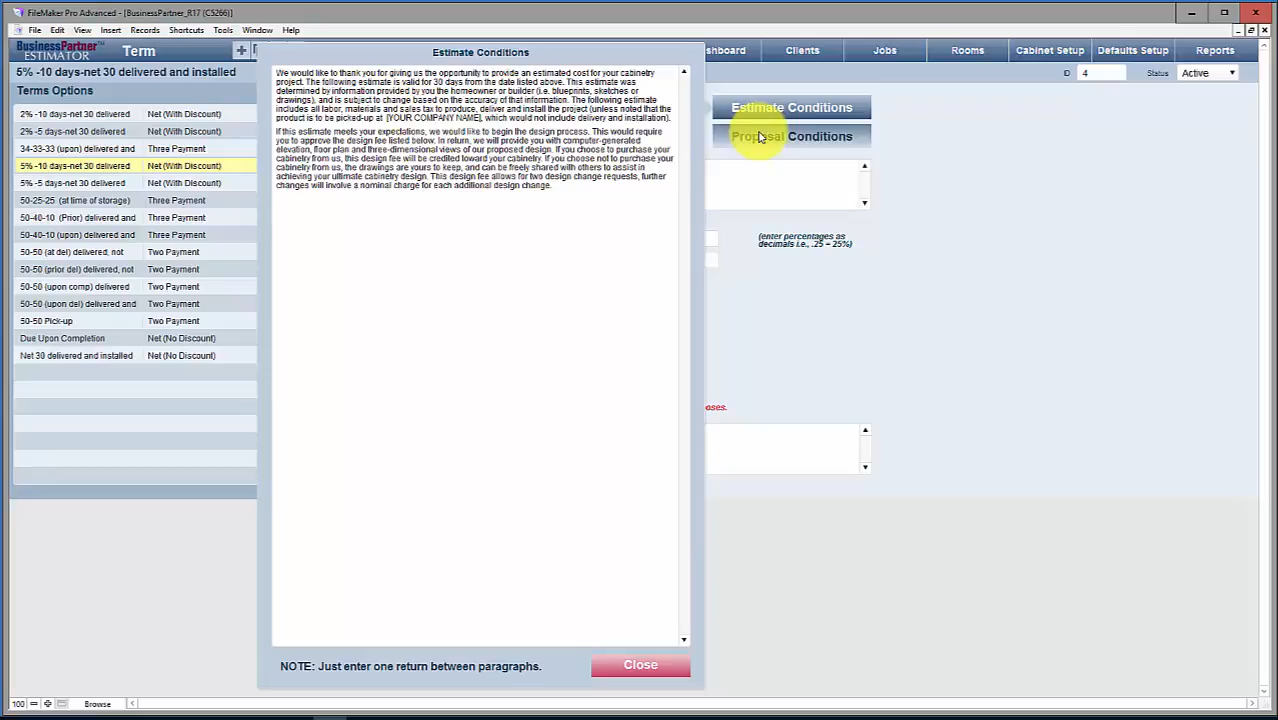 FileMaker Pro Advanced - [BusinessPartner_R17 (C5266)]
File Edit View Insert Records Shortcuts Tools Window Help
BusinessPartner™ ESTIMATOR Term + Dashboard Clients Jobs Rooms Cabinet Setup Defaults Setup Reports
5% -10 days-net 30 delivered and installed
ID 4 Status Active
Terms Options
2% -10 days-net 30 delivered Net (With Discount)
2% -5 days-net 30 delivered Net (With Discount)
34-33-33 (upon) delivered and Three Payment
5% -10 days-net 30 delivered Net (With Discount)
5% -5 days-net 30 delivered Net (With Discount)
50-25-25 (at time of storage) Three Payment
50-40-10 (Prior) delivered and Three Payment
50-40-10 (upon) delivered and Three Payment
50-50 (at del) delivered, not Two Payment
50-50 (prior del) delivered, not Two Payment
50-50 (upon comp) delivered Two Payment
50-50 (upon del) delivered and Two Payment
50-50 Pick-up Two Payment
Due Upon Completion Net (No Discount)
Net 30 delivered and installed Net (No Discount)
Estimate Conditions
We would like to thank you for giving us the opportunity to provide an estimated cost for your cabinetry
project. The following estimate is valid for 30 days from the date listed above. This estimate was
determined by information provided by you the homeowner or builder (i.e. blueprints, sketches or
drawings), and is subject to change based on the accuracy of that information. The following estimate
includes all labor, materials and sales tax to produce, deliver and install the project (unless noted that the
product is to be picked-up at [YOUR COMPANY NAME], which would not include delivery and installation).
If this estimate meets your expectations, we would like to begin the design process. This would require
you to approve the design fee listed below. In return, we will provide you with computer-generated
elevation, floor plan and three-dimensional views of our proposed design. If you choose to purchase your
cabinetry from us, this design fee will be credited toward your cabinetry. If you choose not to purchase your
cabinetry from us, the drawings are yours to keep, and can be freely shared with others to assist in
achieving your ultimate cabinetry design. This design fee allows for two design change requests, further
changes will involve a nominal charge for each additional design change.
NOTE: Just enter one return between paragraphs.
Close
Estimate Conditions
Proposal Conditions
(enter percentages as
decimals i.e., .25 = 25%)
oses.
100 Browse